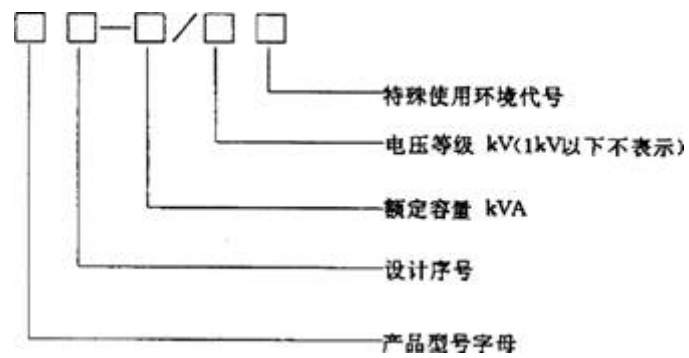 □ □—□/□ □
特殊使用环境代号
电压等级 kV(1kV以下不表示)
额定容量 kVA
设计序号
产品型号字母